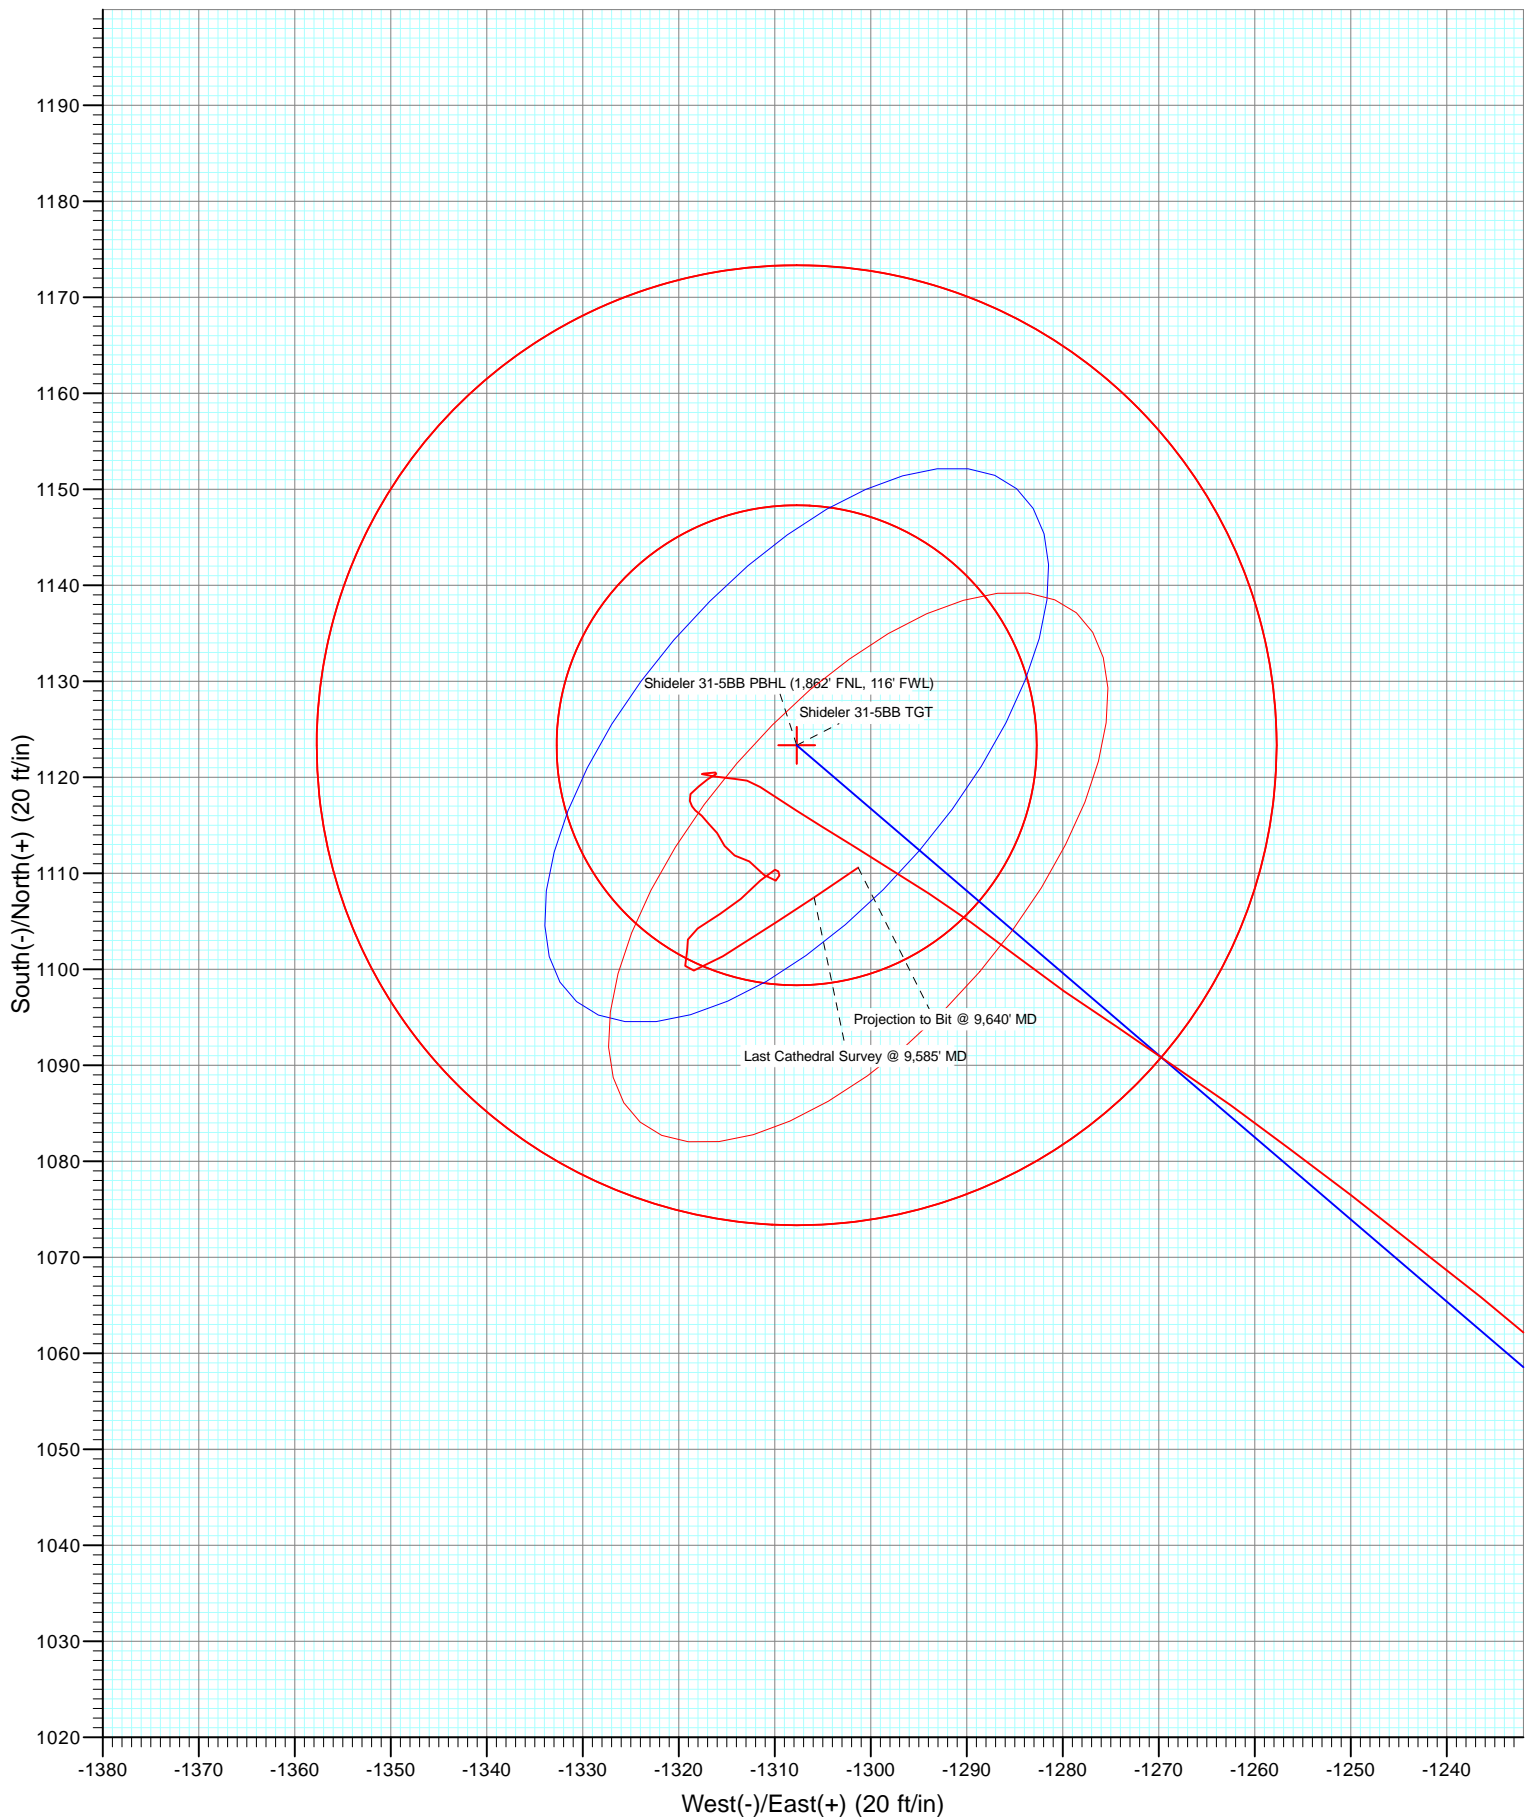 1190
1180
1170
1160
1150
1140
1130
1120
1110
1100
1090
1080
1070
1060
1050
1040
1030
1020
South(-)/North(+) (20 ft/in)
Shideler 31-5BB PBHL (1,862' FNL, 116' FWL)
Shideler 31-5BB TGT
Projection to Bit @ 9,640' MD
Last Cathedral Survey @ 9,585' MD
-1380 -1370 -1360 -1350 -1340 -1330 -1320 -1310 -1300 -1290 -1280 -1270 -1260 -1250 -1240
West(-)/East(+) (20 ft/in)